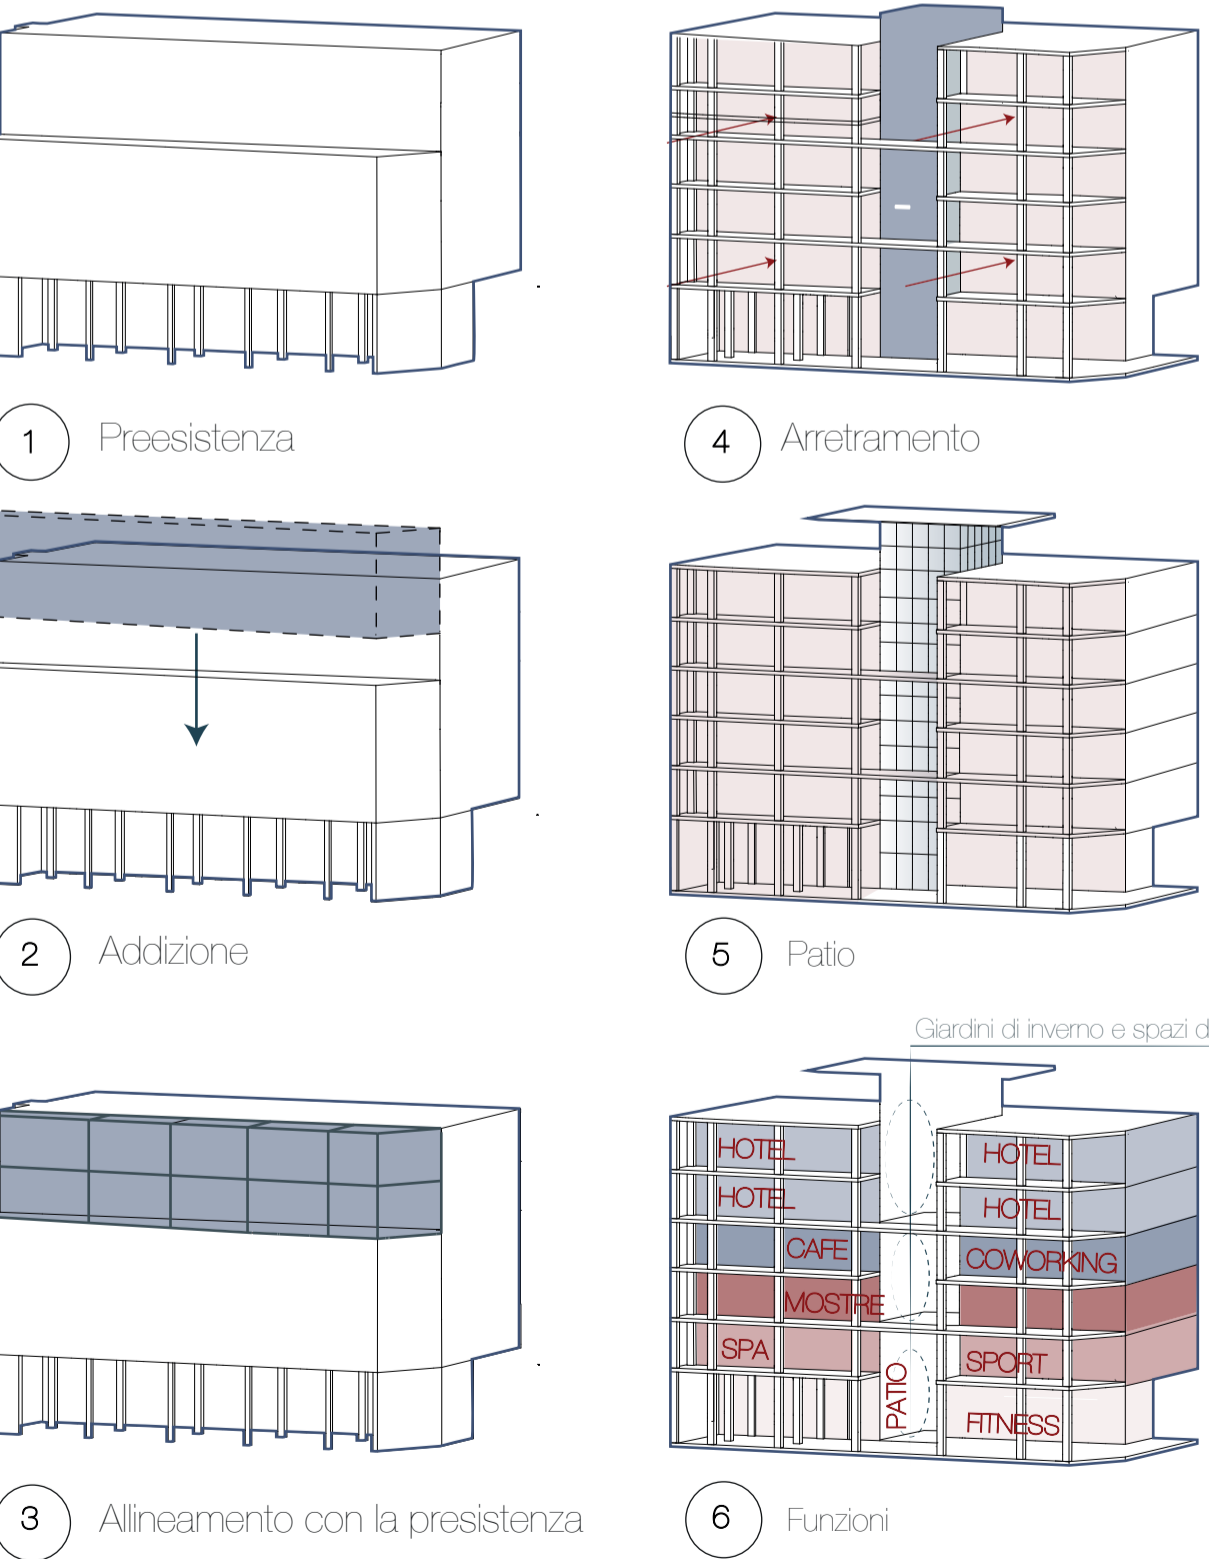 1 Preesistenza
4 Arretramento
2 Addizione
5 Patio
Giardini di inverno e spazi d
HOTEL HOTEL
HOTEL HOTEL
CAFE COWORKING
MOSTRE
SPA SPORT
PATIO
FITNESS
3 Allineamento con la presistenza
6 Funzioni